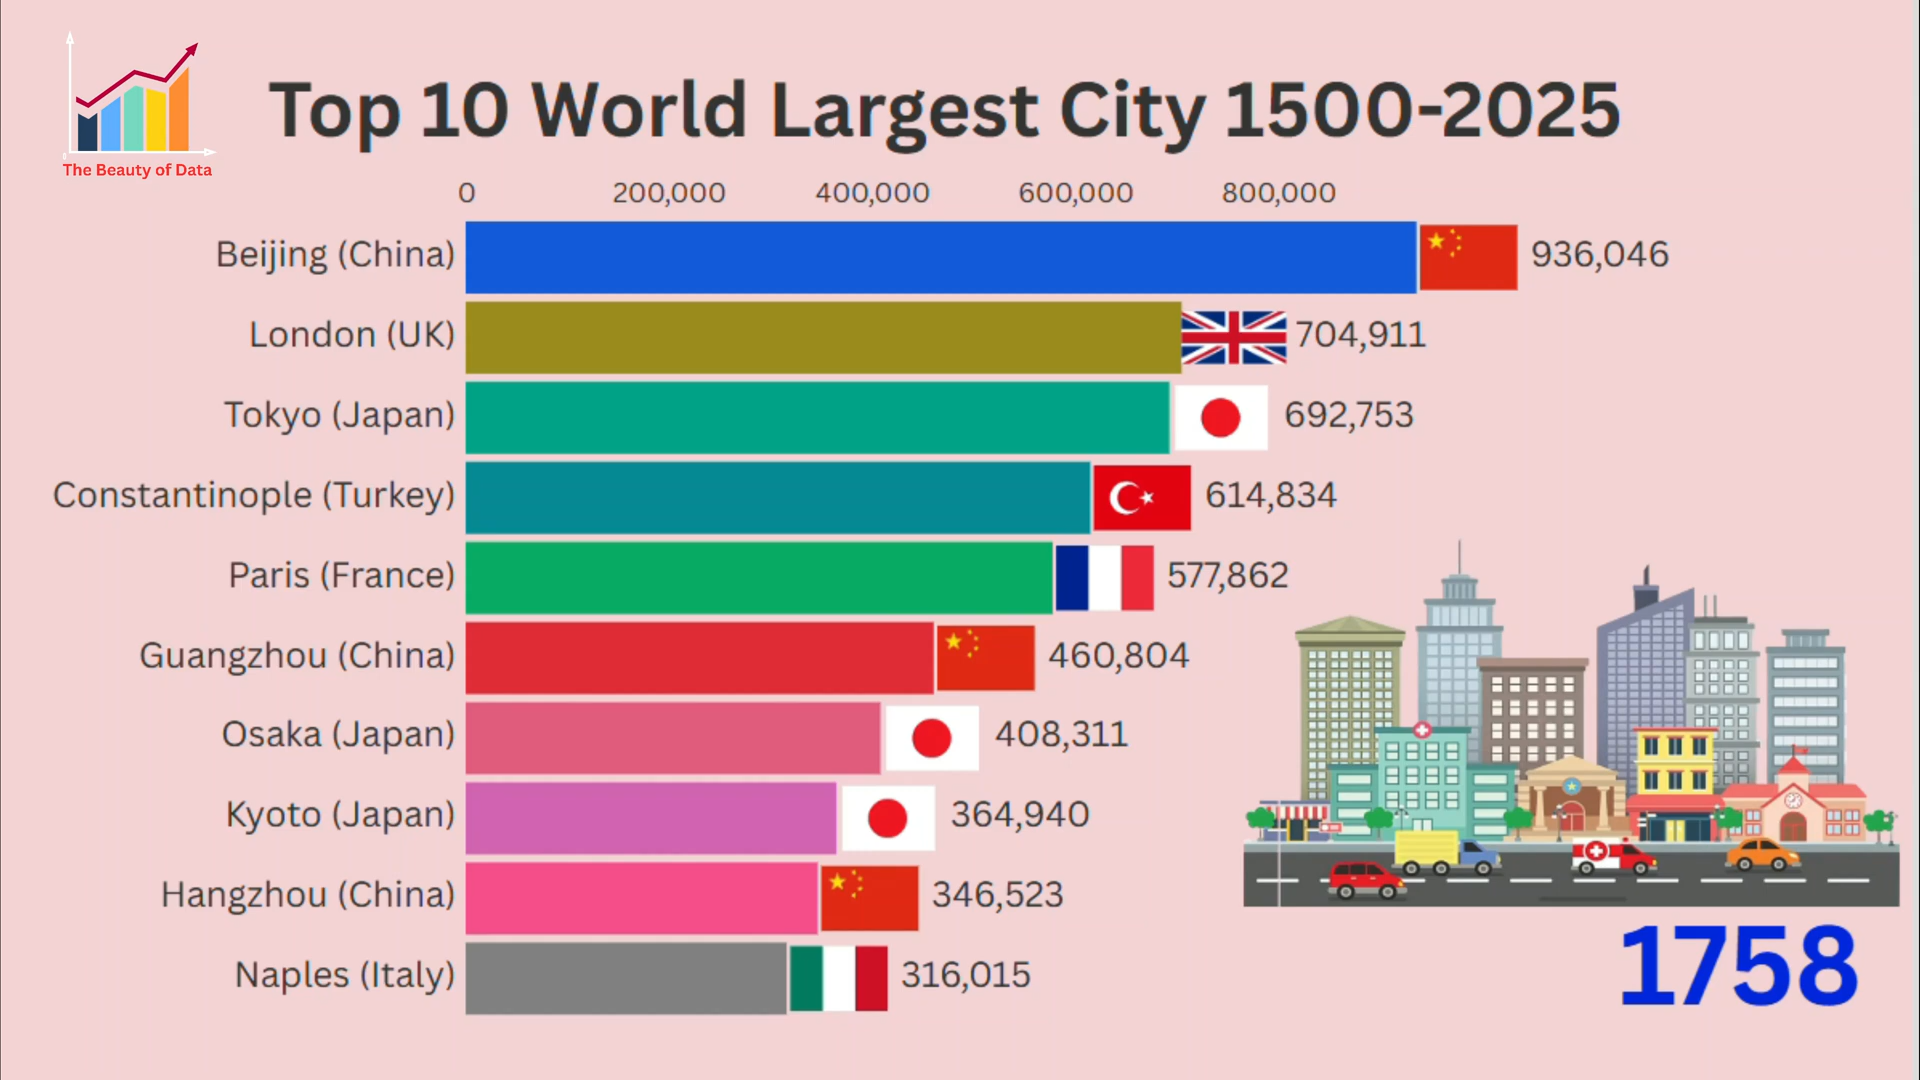 The Beauty of Data
Top 10 World Largest City 1500-2025
0 200,000 400,000 600,000 800,000
Beijing (China) 936,046
London (UK) 704,911
Tokyo (Japan) 692,753
Constantinople (Turkey) 614,834
Paris (France) 577,862
Guangzhou (China) 460,804
Osaka (Japan) 408,311
Kyoto (Japan) 364,940
Hangzhou (China) 346,523
Naples (Italy) 316,015
1758